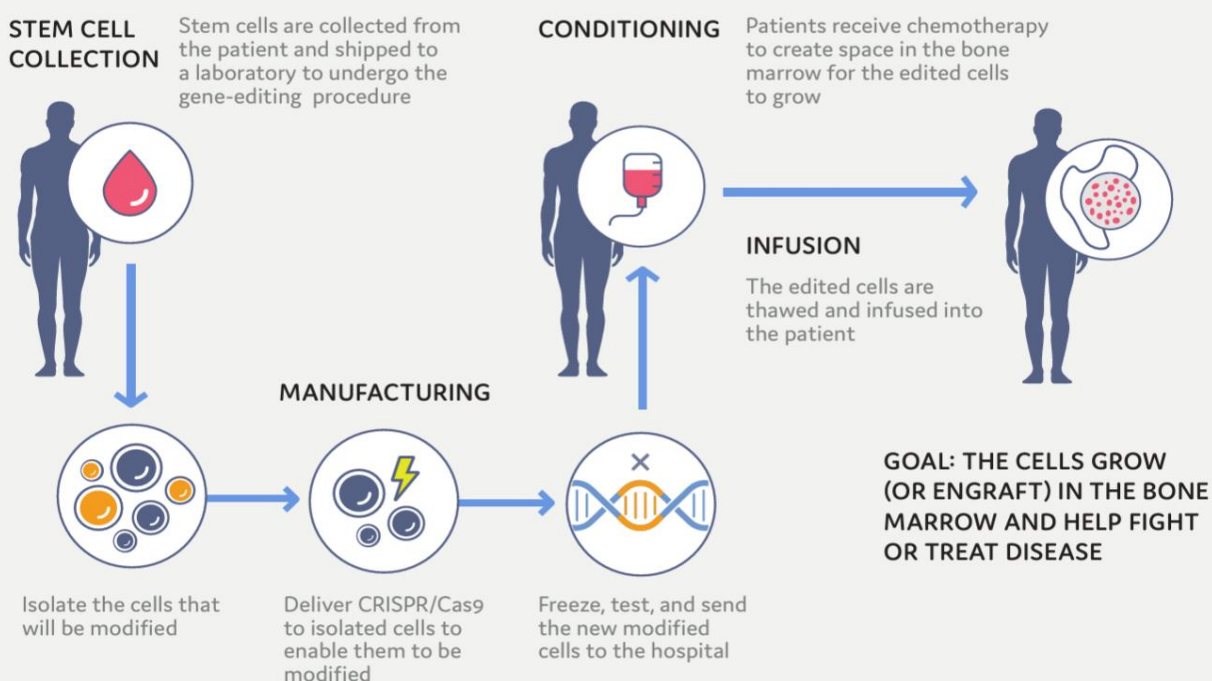 STEM CELL
COLLECTION
Stem cells are collected from
the patient and shipped to
a laboratory to undergo the
gene-editing procedure
CONDITIONING
Patients receive chemotherapy
to create space in the bone
marrow for the edited cells
to grow
INFUSION
The edited cells are
thawed and infused into
the patient
MANUFACTURING
Isolate the cells that
will be modified
Deliver CRISPR/Cas9
to isolated cells to
enable them to be
modified
Freeze, test, and send
the new modified
cells to the hospital
GOAL: THE CELLS GROW
(OR ENGRAFT) IN THE BONE
MARROW AND HELP FIGHT
OR TREAT DISEASE